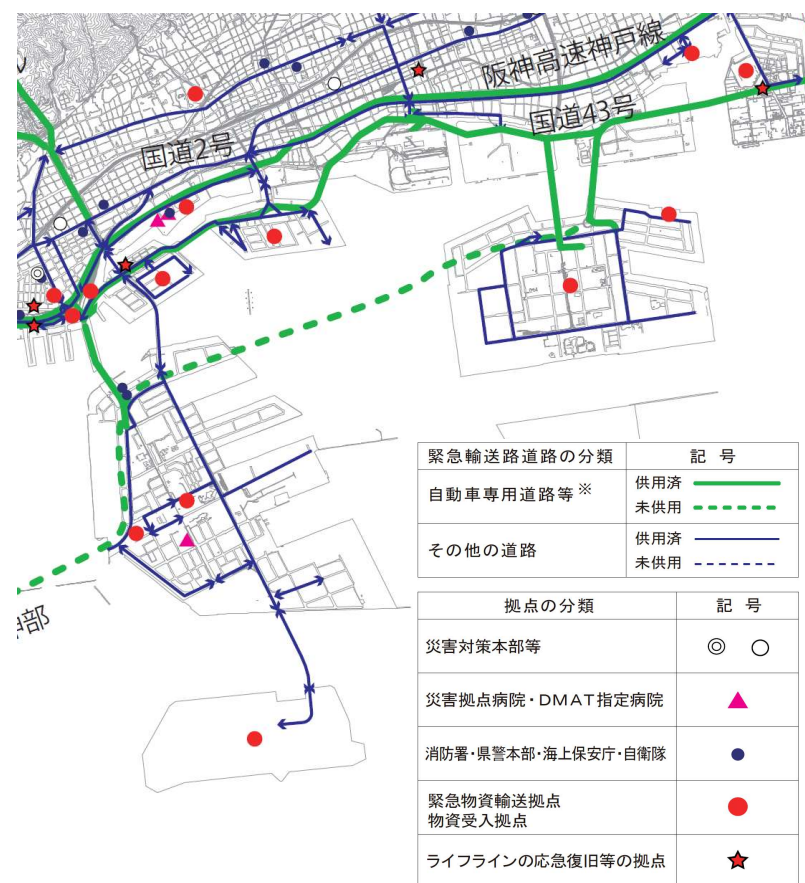 阪神高速神戸線
国道43号
国道2号
緊急輸送路道路の分類
記 号
自動車専用道路等※
供用済
未供用
その他の道路
供用済
未供用
拠点の分類
記 号
災害対策本部等
災害拠点病院・DMAT指定病院
消防署・県警本部・海上保安庁・自衛隊
緊急物資輸送拠点
物資受入拠点
ライフラインの応急復旧等の拠点
部